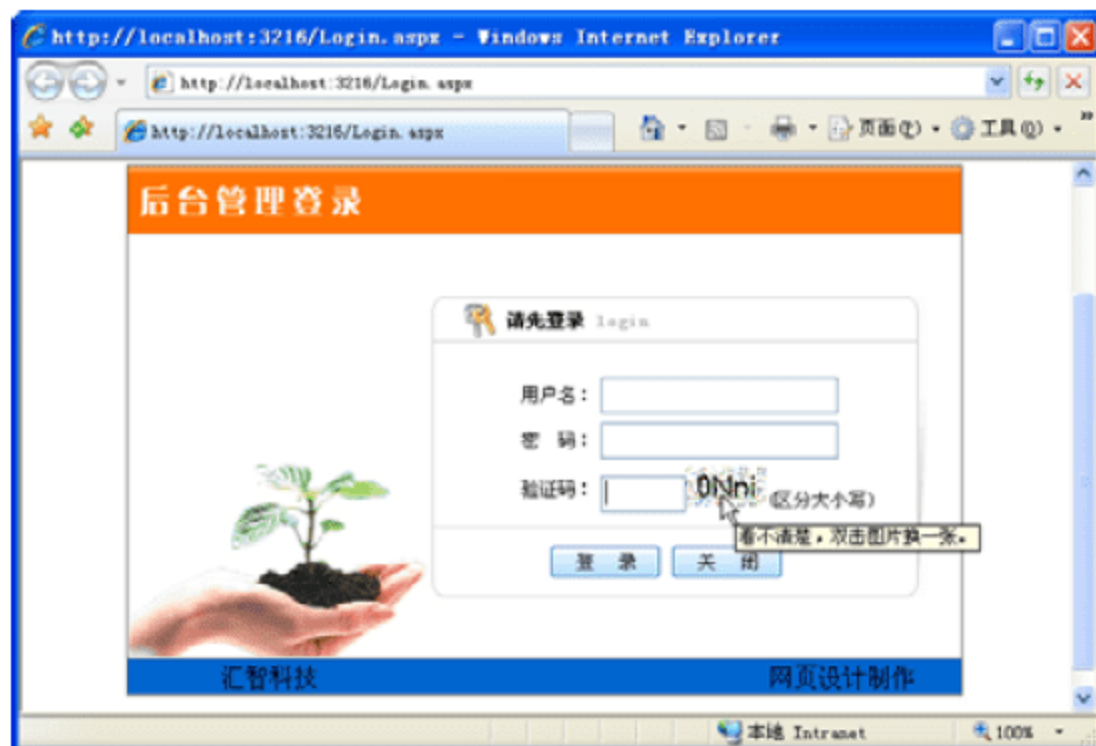 http://localhost:3216/Login.aspx - Windows Internet Explorer
http://localhost:3216/Login.aspx
http://localhost:3216/Login.aspx
页面(P)
工具(O)
后台管理登录
请先登录 login
用户名：
密 码：
验证码： 0Nni (区分大小写)
看不清楚，双击图片换一张。
登 录 关 闭
汇智科技 网页设计制作
本地 Intranet 100%